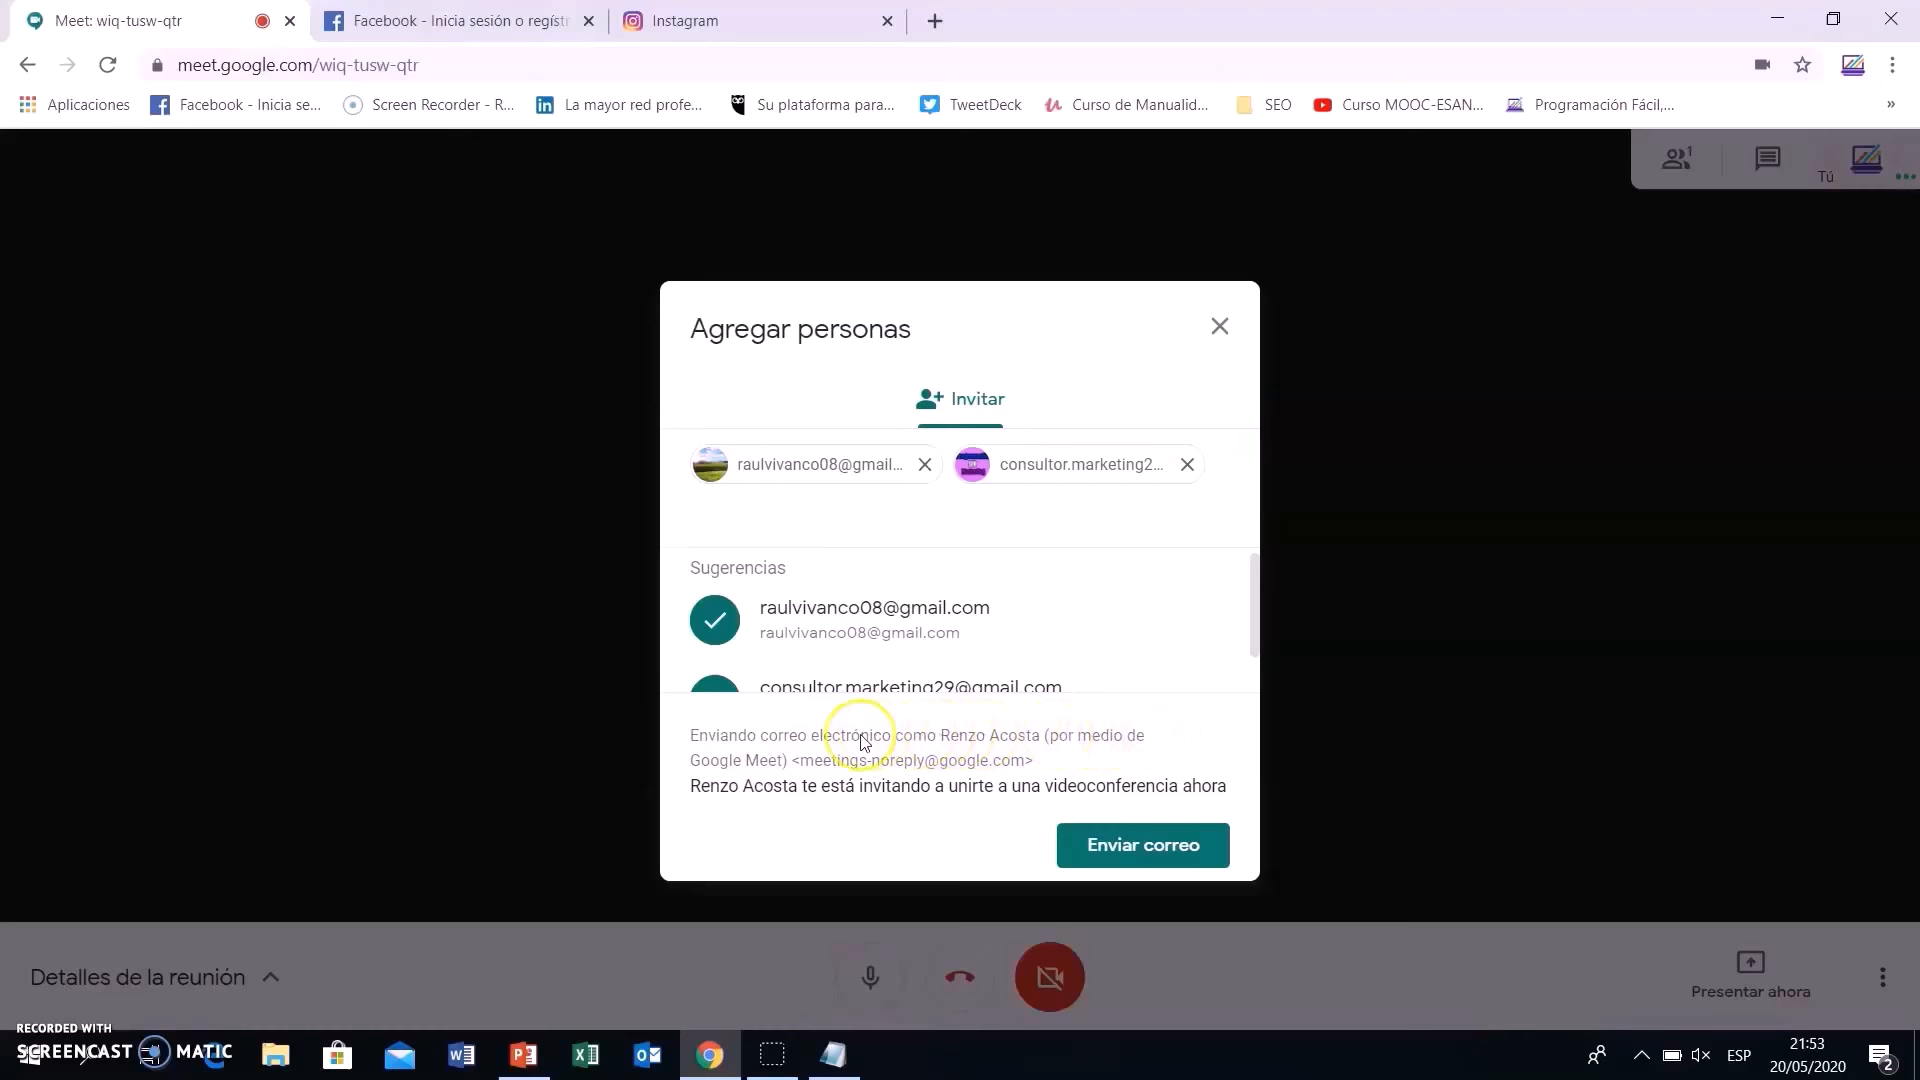 Meet: wiq-tusw-qtr
Facebook - Inicia sesión o regístr
Instagram
meet.google.com/wiq-tusw-qtr
Aplicaciones
Facebook - Inicia se...
Screen Recorder - R...
La mayor red profe...
Su plataforma para...
TweetDeck
Curso de Manualid...
SEO
Curso MOOC-ESAN...
Programación Fácil,...
»
1
Tú
Agregar personas
Invitar
raulvivanco08@gmail...
consultor.marketing2...
Sugerencias
raulvivanco08@gmail.com
raulvivanco08@gmail.com
consultor.marketing29@gmail.com
Enviando correo electrónico como Renzo Acosta (por medio de
Google Meet) <meetings-noreply@google.com>
Renzo Acosta te está invitando a unirte a una videoconferencia ahora
Enviar correo
Detalles de la reunión
Presentar ahora
RECORDED WITH
SCREENCAST MATIC
ESP
21:53
20/05/2020
2